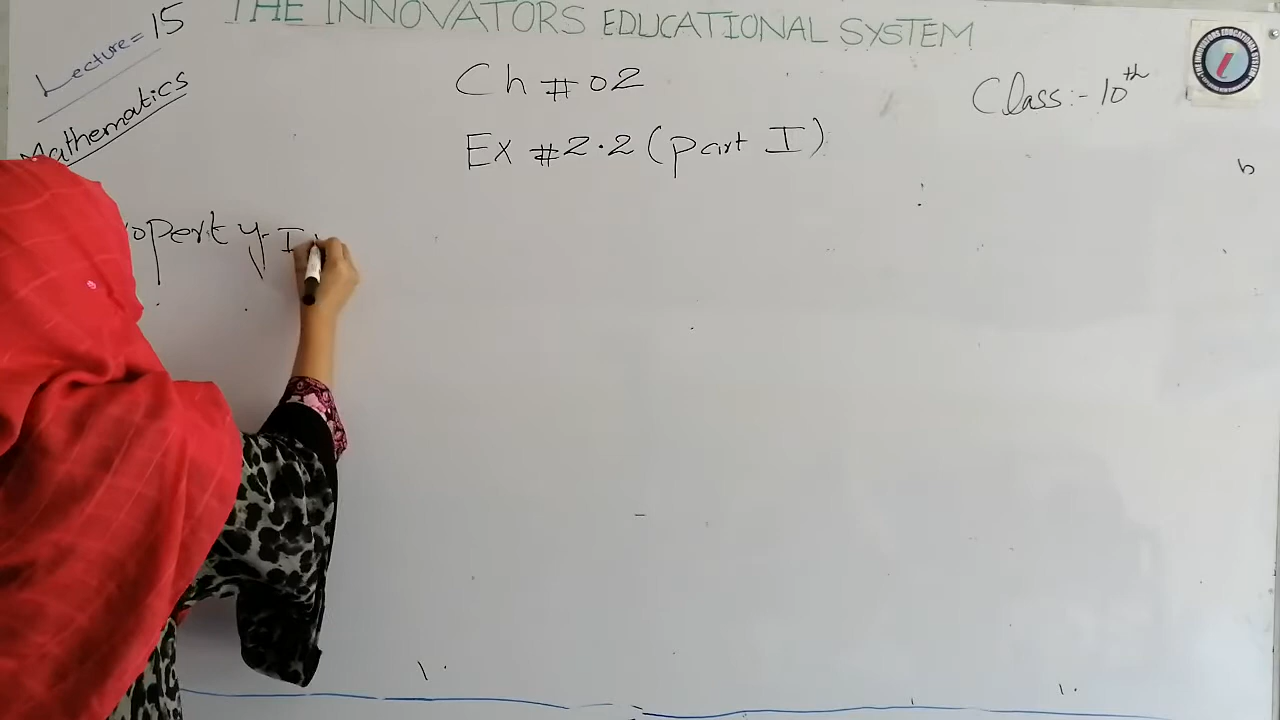 THE INNOVATORS EDUCATIONAL SYSTEM
Lecture = 15
Mathematics
Ch # 02
Class:- 10th
Ex # 2.2 (part I)
b
operty I